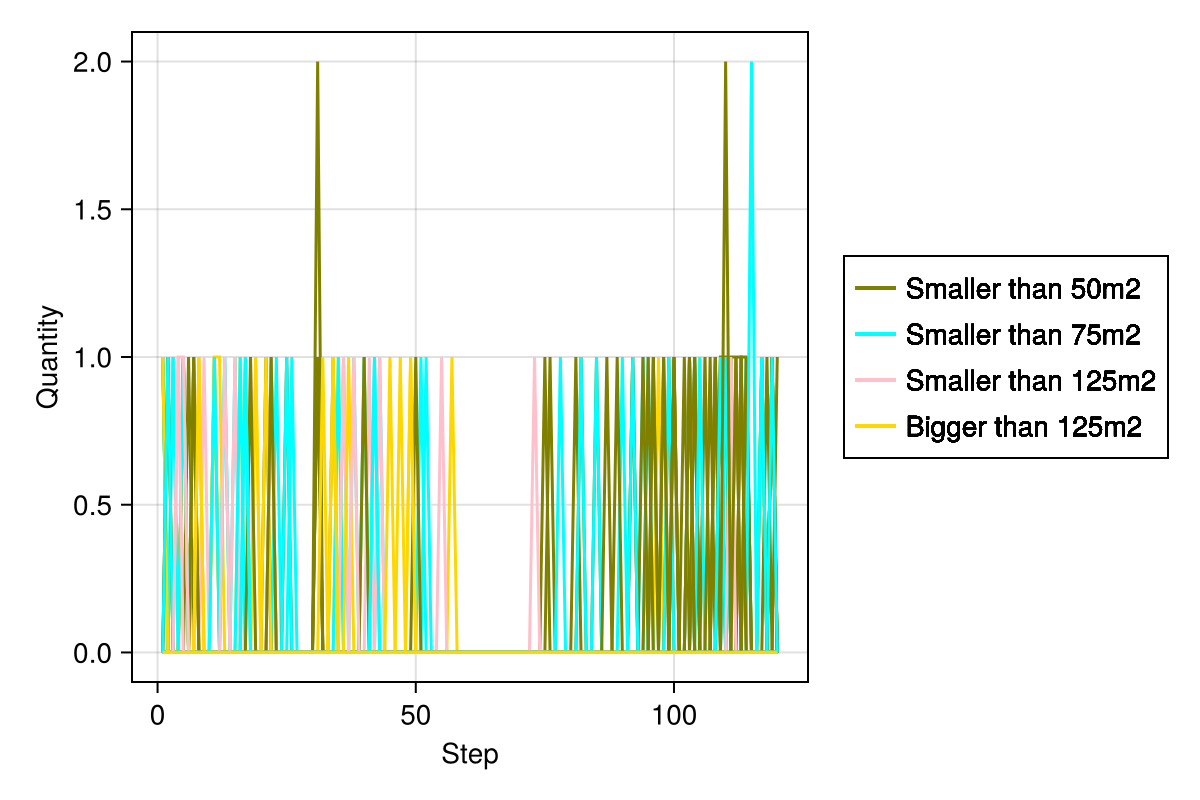 2.0
1.5
1.0
0.5
0.0
Quantity
0
50
100
Step
Smaller than 50m2
Smaller than 75m2
Smaller than 125m2
Bigger than 125m2